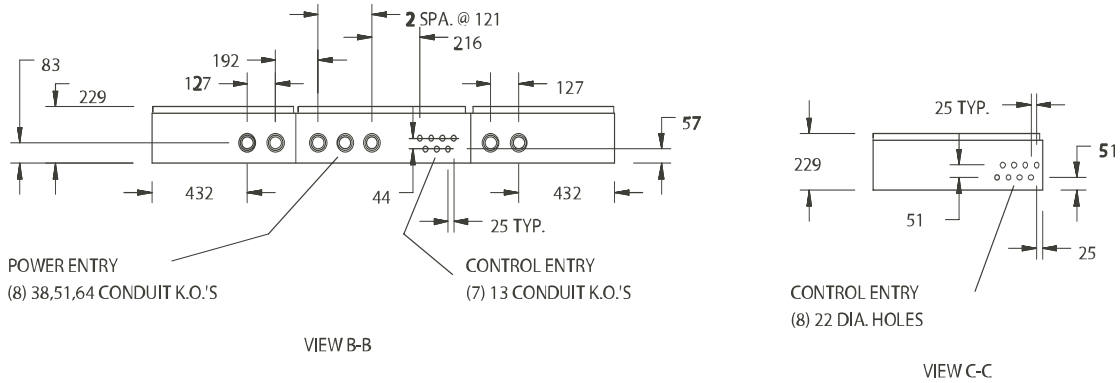 2 SPA. @ 121
216
192
83
127
127
229
57
432
44
432
25 TYP.
POWER ENTRY
(8) 38,51,64 CONDUIT K.O.'S
CONTROL ENTRY
(7) 13 CONDUIT K.O.'S
VIEW B-B
25 TYP.
229
51
51
25
CONTROL ENTRY
(8) 22 DIA. HOLES
VIEW C-C